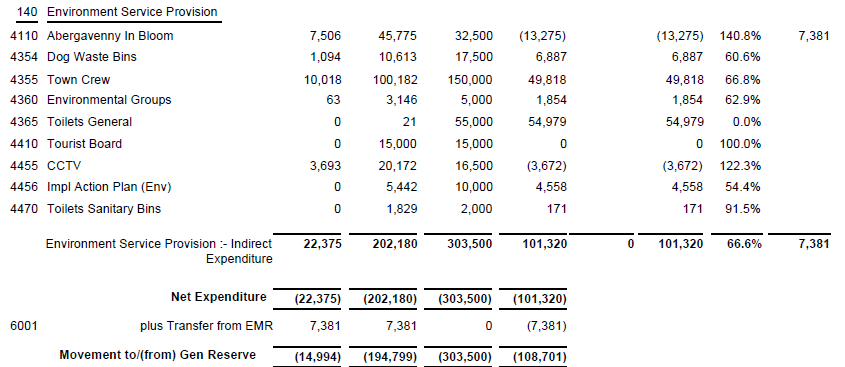 140 Environment Service Provision
4110 Abergavenny In Bloom 7,506 45,775 32,500 (13,275) (13,275) 140.8% 7,381
4354 Dog Waste Bins 1,094 10,613 17,500 6,887 6,887 60.6%
4355 Town Crew 10,018 100,182 150,000 49,818 49,818 66.8%
4360 Environmental Groups 63 3,146 5,000 1,854 1,854 62.9%
4365 Toilets General 0 21 55,000 54,979 54,979 0.0%
4410 Tourist Board 0 15,000 15,000 0 0 100.0%
4455 CCTV 3,693 20,172 16,500 (3,672) (3,672) 122.3%
4456 Impl Action Plan (Env) 0 5,442 10,000 4,558 4,558 54.4%
4470 Toilets Sanitary Bins 0 1,829 2,000 171 171 91.5%
Environment Service Provision :- Indirect 22,375 202,180 303,500 101,320 0 101,320 66.6% 7,381
Expenditure
Net Expenditure (22,375) (202,180) (303,500) (101,320)
6001 plus Transfer from EMR 7,381 7,381 0 (7,381)
Movement to/(from) Gen Reserve (14,994) (194,799) (303,500) (108,701)